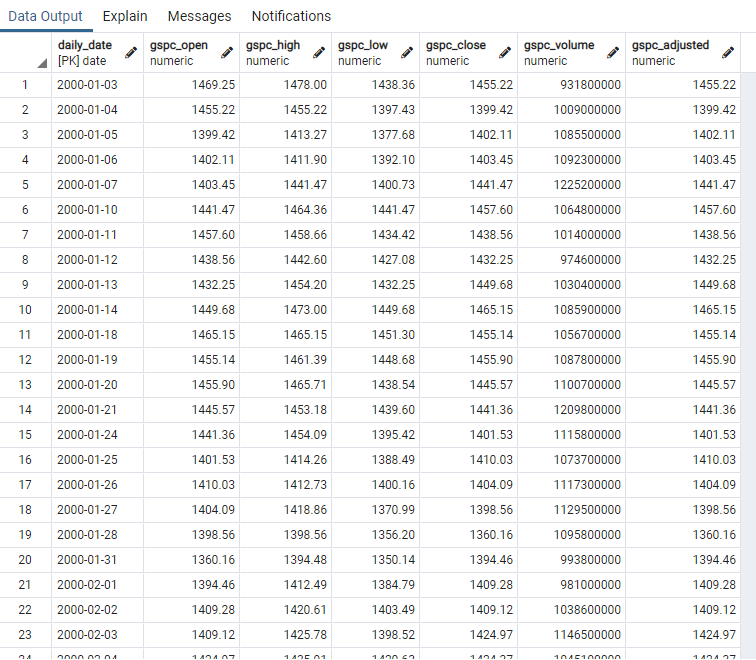 Data Output Explain Messages Notifications
daily_date gspc_open gspc_high gspc_low gspc_close gspc_volume gspc_adjusted
[PK] date numeric numeric numeric numeric numeric numeric
1 2000-01-03 1469.25 1478.00 1438.36 1455.22 931800000 1455.22
2 2000-01-04 1455.22 1455.22 1397.43 1399.42 1009000000 1399.42
3 2000-01-05 1399.42 1413.27 1377.68 1402.11 1085500000 1402.11
4 2000-01-06 1402.11 1411.90 1392.10 1403.45 1092300000 1403.45
5 2000-01-07 1403.45 1441.47 1400.73 1441.47 1225200000 1441.47
6 2000-01-10 1441.47 1464.36 1441.47 1457.60 1064800000 1457.60
7 2000-01-11 1457.60 1458.66 1434.42 1438.56 1014000000 1438.56
8 2000-01-12 1438.56 1442.60 1427.08 1432.25 974600000 1432.25
9 2000-01-13 1432.25 1454.20 1432.25 1449.68 1030400000 1449.68
10 2000-01-14 1449.68 1473.00 1449.68 1465.15 1085900000 1465.15
11 2000-01-18 1465.15 1465.15 1451.30 1455.14 1056700000 1455.14
12 2000-01-19 1455.14 1461.39 1448.68 1455.90 1087800000 1455.90
13 2000-01-20 1455.90 1465.71 1438.54 1445.57 1100700000 1445.57
14 2000-01-21 1445.57 1453.18 1439.60 1441.36 1209800000 1441.36
15 2000-01-24 1441.36 1454.09 1395.42 1401.53 1115800000 1401.53
16 2000-01-25 1401.53 1414.26 1388.49 1410.03 1073700000 1410.03
17 2000-01-26 1410.03 1412.73 1400.16 1404.09 1117300000 1404.09
18 2000-01-27 1404.09 1418.86 1370.99 1398.56 1129500000 1398.56
19 2000-01-28 1398.56 1398.56 1356.20 1360.16 1095800000 1360.16
20 2000-01-31 1360.16 1394.48 1350.14 1394.46 993800000 1394.46
21 2000-02-01 1394.46 1412.49 1384.79 1409.28 981000000 1409.28
22 2000-02-02 1409.28 1420.61 1403.49 1409.12 1038600000 1409.12
23 2000-02-03 1409.12 1425.78 1398.52 1424.97 1146500000 1424.97